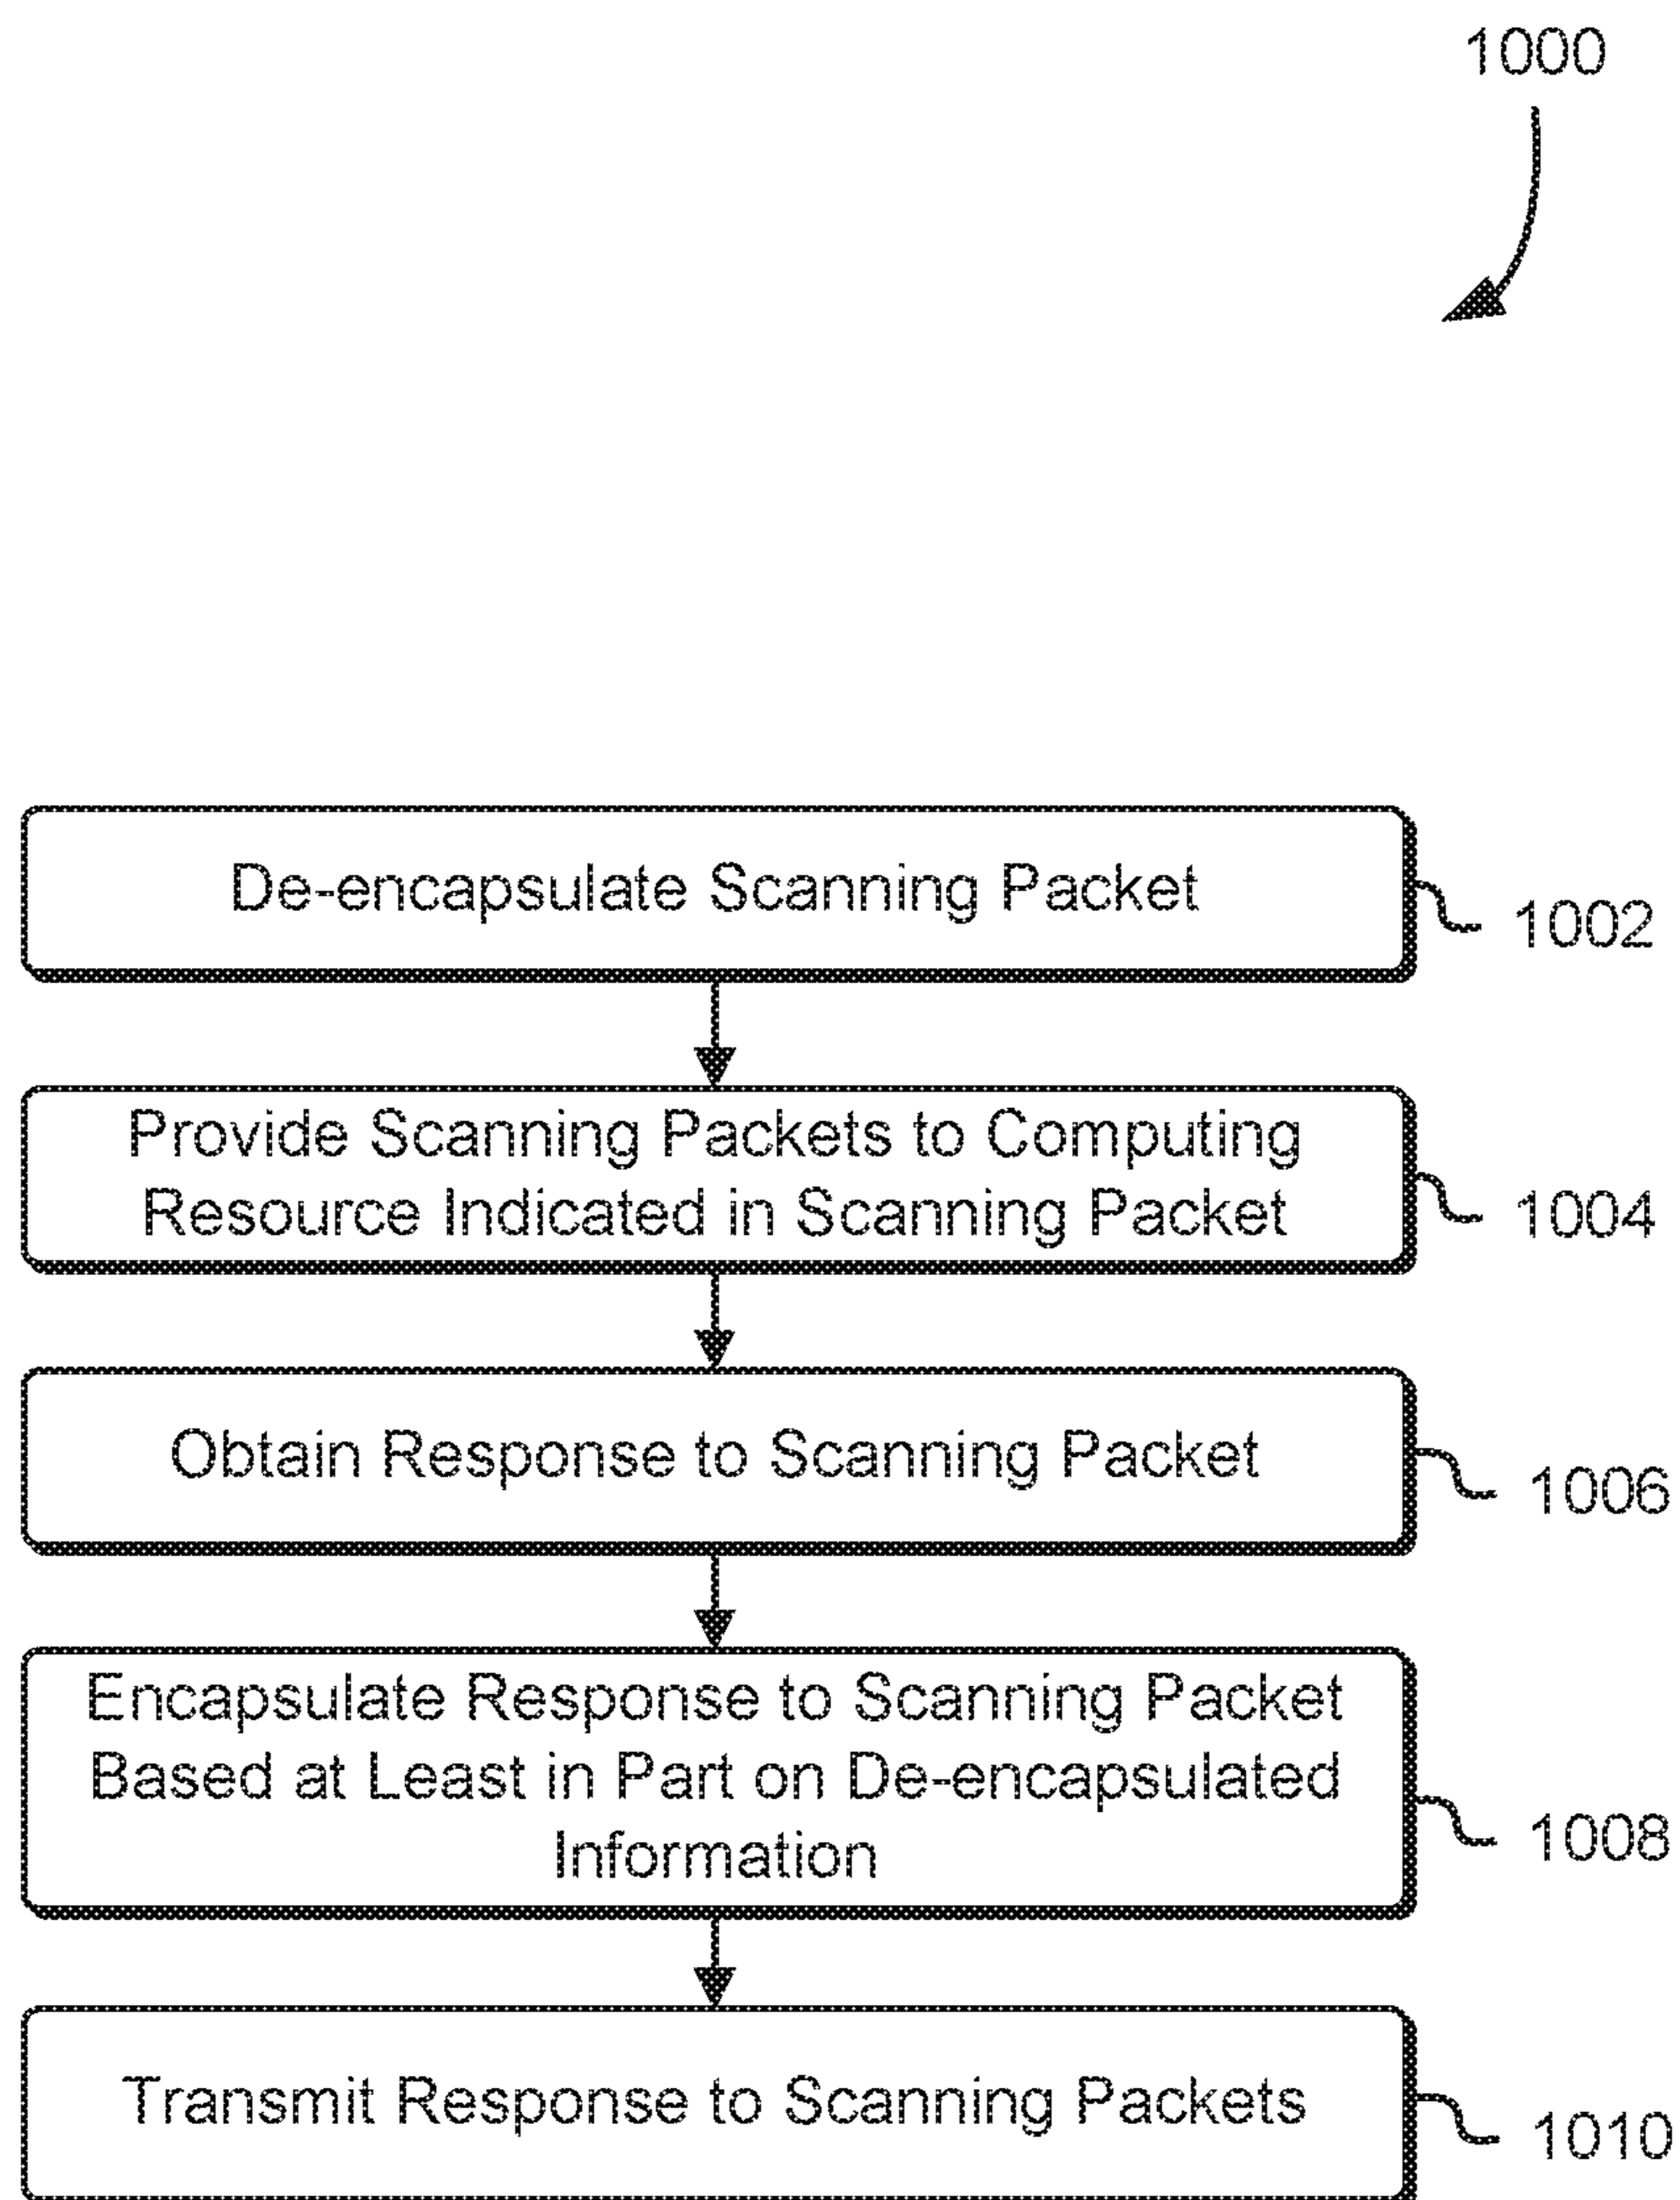 1000
De-encapsulate Scanning Packet
1002
Provide Scanning Packets to Computing
Resource Indicated in Scanning Packet
1004
Obtain Response to Scanning Packet
1006
Encapsulate Response to Scanning Packet
Based at Least in Part on De-encapsulated
Information
1008
Transmit Response to Scanning Packets
1010